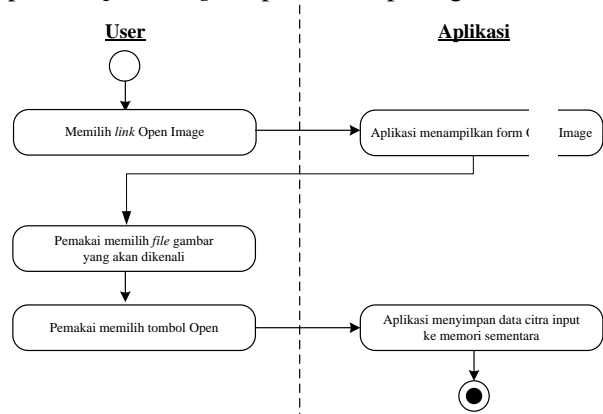 User
Aplikasi
Memilih link Open Image
Aplikasi menampilkan form Image
Pemakai memilih file gambar
yang akan dikenali
Pemakai memilih tombol Open
Aplikasi menyimpan data citra input
ke memori sementara